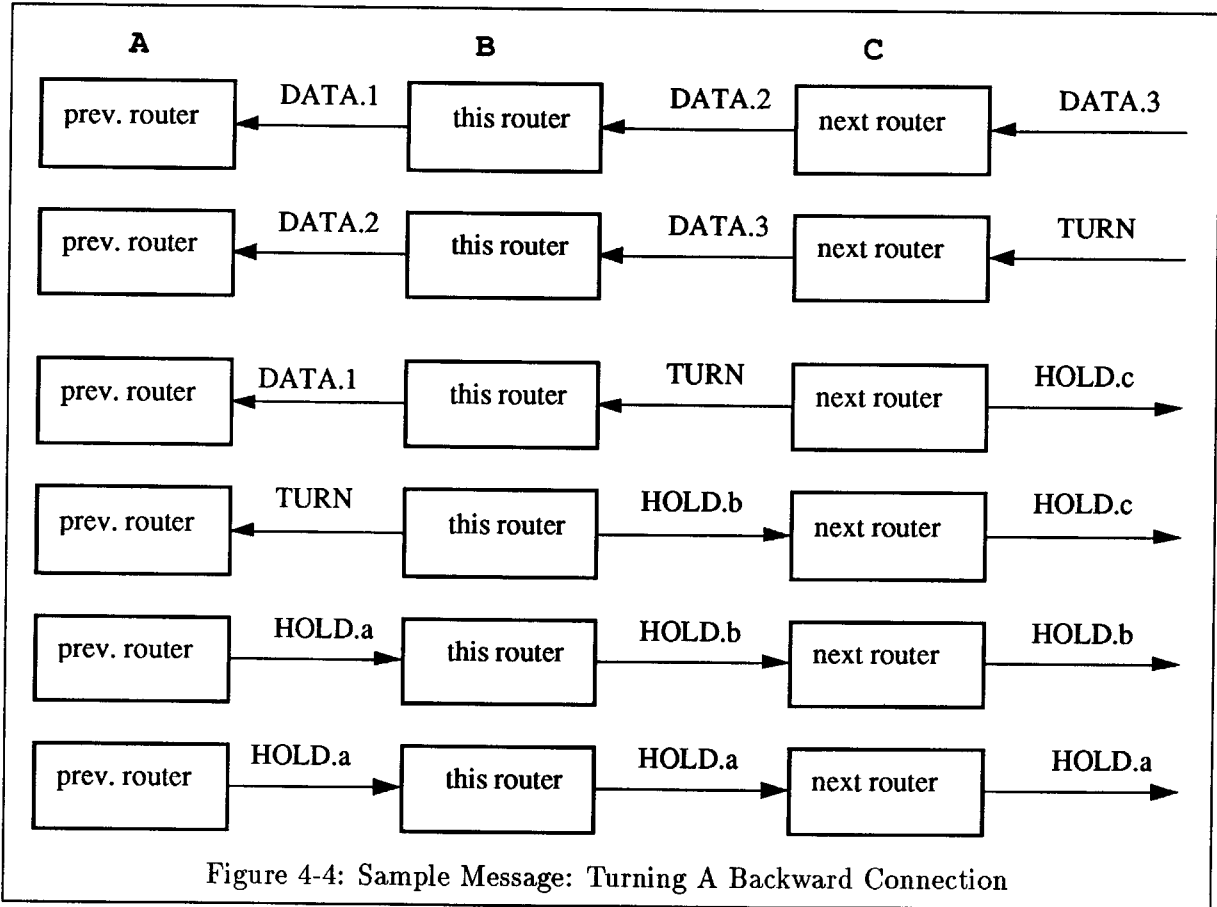 A B C
DATA.1 DATA.2 DATA.3
prev. router this router next router
DATA.2 DATA.3 TURN
prev. router this router next router
DATA.1 TURN HOLD.c
prev. router this router next router
TURN HOLD.b HOLD.c
prev. router this router next router
HOLD.a HOLD.b HOLD.b
prev. router this router next router
HOLD.a HOLD.a HOLD.a
prev. router this router next router
Figure 4-4: Sample Message: Turning A Backward Connection